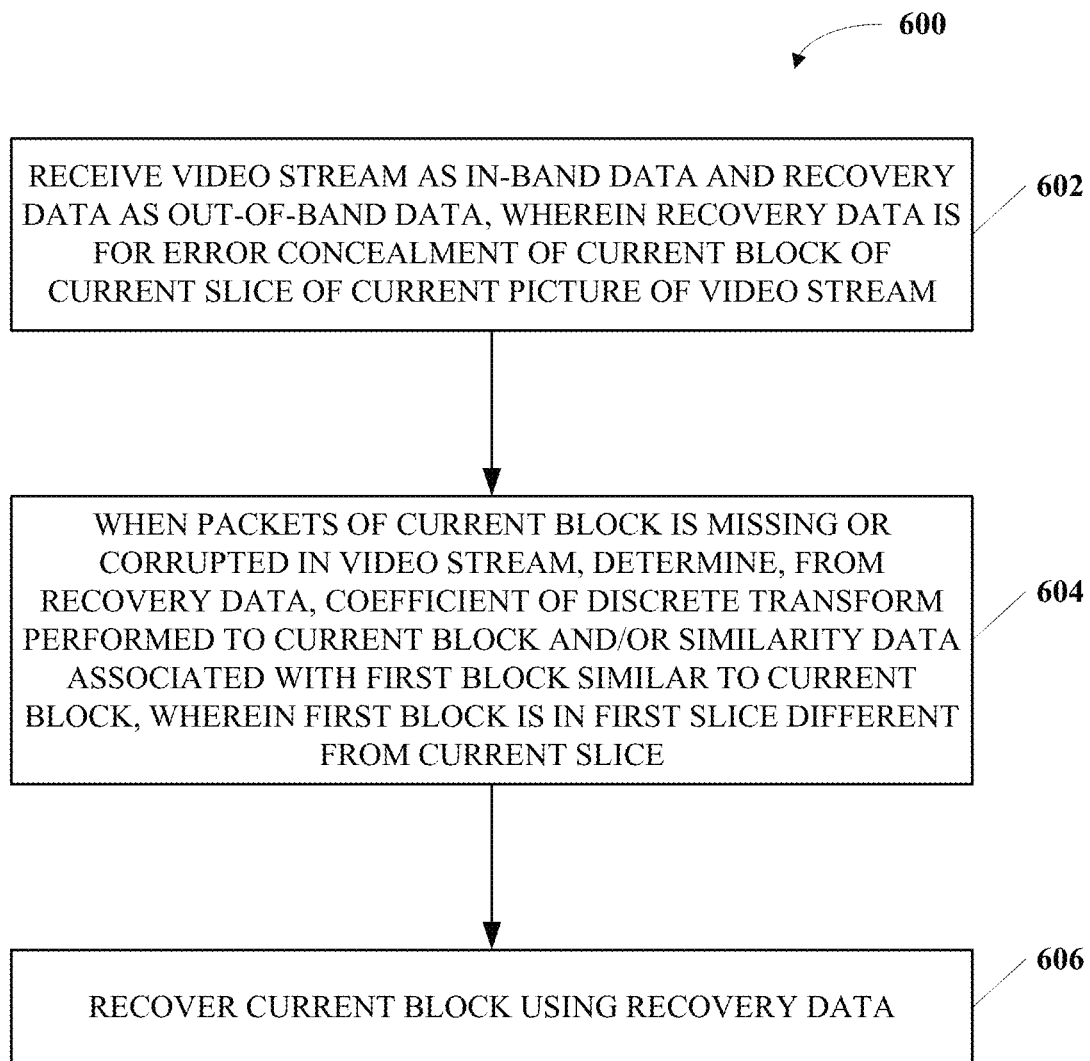 600
RECEIVE VIDEO STREAM AS IN-BAND DATA AND RECOVERY
DATA AS OUT-OF-BAND DATA, WHEREIN RECOVERY DATA IS
FOR ERROR CONCEALMENT OF CURRENT BLOCK OF
CURRENT SLICE OF CURRENT PICTURE OF VIDEO STREAM
602
WHEN PACKETS OF CURRENT BLOCK IS MISSING OR
CORRUPTED IN VIDEO STREAM, DETERMINE, FROM
RECOVERY DATA, COEFFICIENT OF DISCRETE TRANSFORM
PERFORMED TO CURRENT BLOCK AND/OR SIMILARITY DATA
ASSOCIATED WITH FIRST BLOCK SIMILAR TO CURRENT
BLOCK, WHEREIN FIRST BLOCK IS IN FIRST SLICE DIFFERENT
FROM CURRENT SLICE
604
RECOVER CURRENT BLOCK USING RECOVERY DATA
606